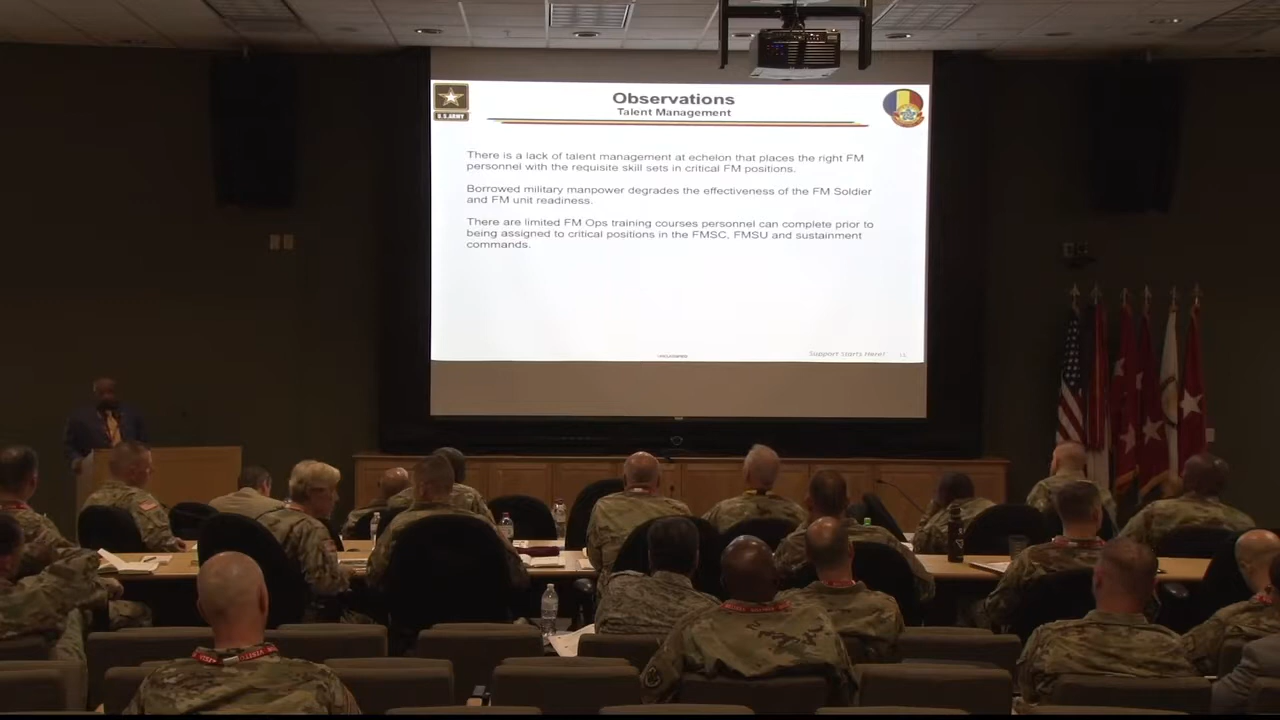 Observations
Talent Management
U.S.ARMY
There is a lack of talent management at echelon that places the right FM
personnel with the requisite skill sets in critical FM positions.
Borrowed military manpower degrades the effectiveness of the FM Soldier
and FM unit readiness.
There are limited FM Ops training courses personnel can complete prior to
being assigned to critical positions in the FMSC, FMSU and sustainment
commands.
Support Starts Here!